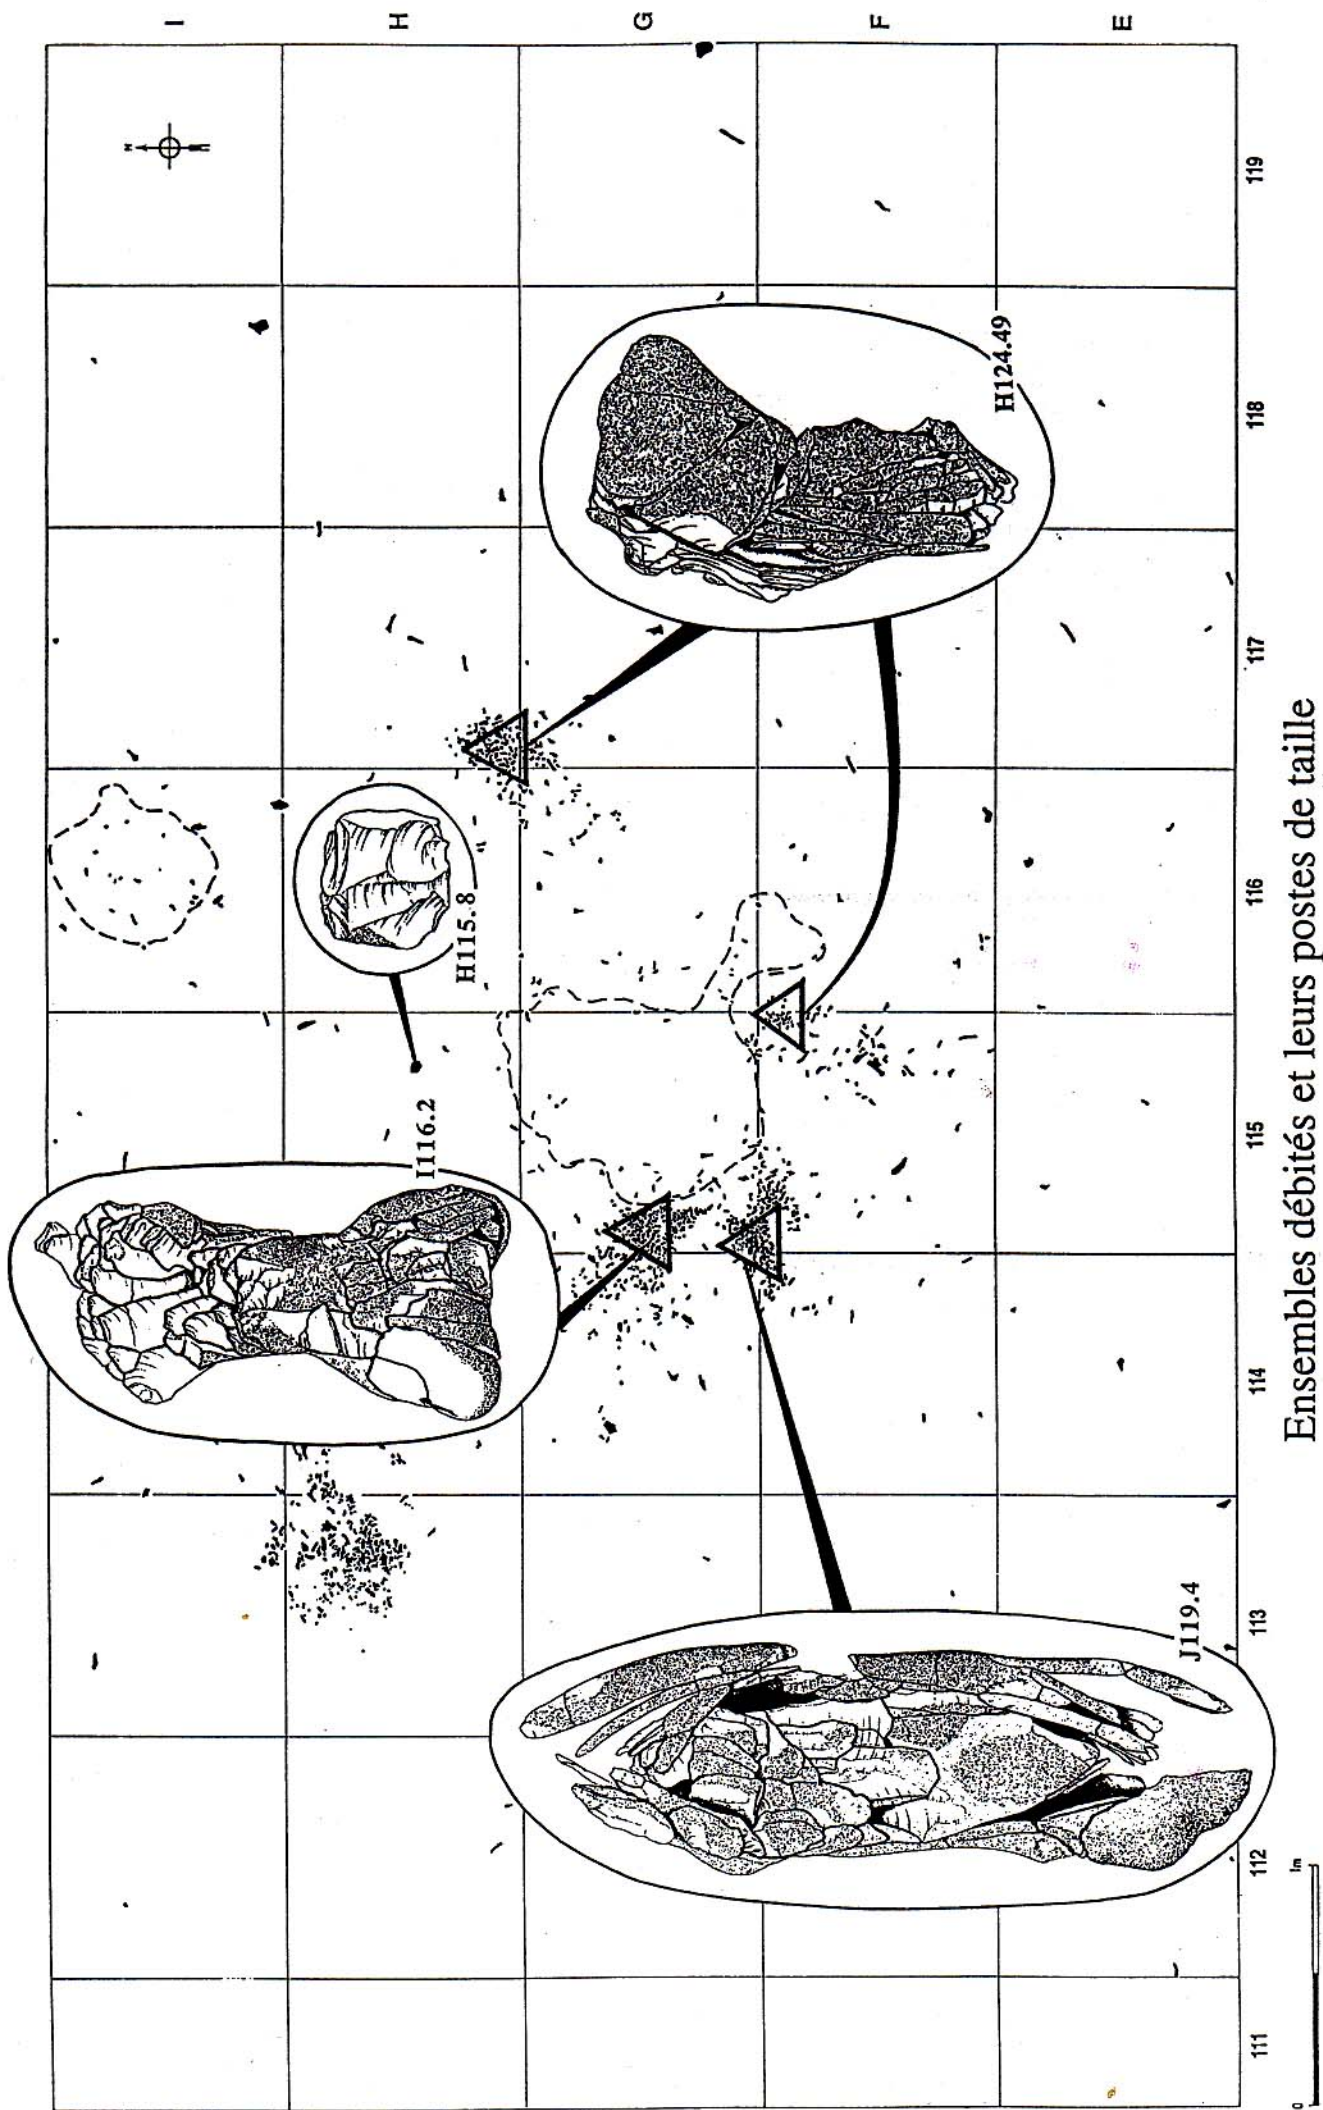 I
H
G
F
E
N
I116.2
H115.8
H124.49
J119.4
111
112
113
114
115
116
117
118
119
0
1m
Ensembles débités et leurs postes de taille